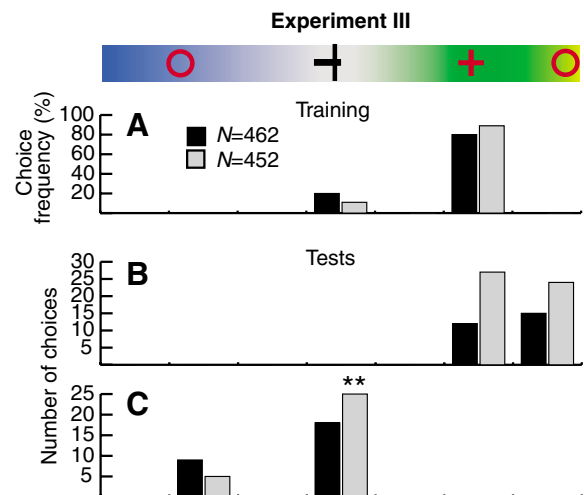 Experiment III
A
Training
Choice
frequency (%)
100
80
60
40
20
N=462
N=452
B
Tests
Number of choices
30
25
20
15
10
5
C
**
25
20
15
10
5